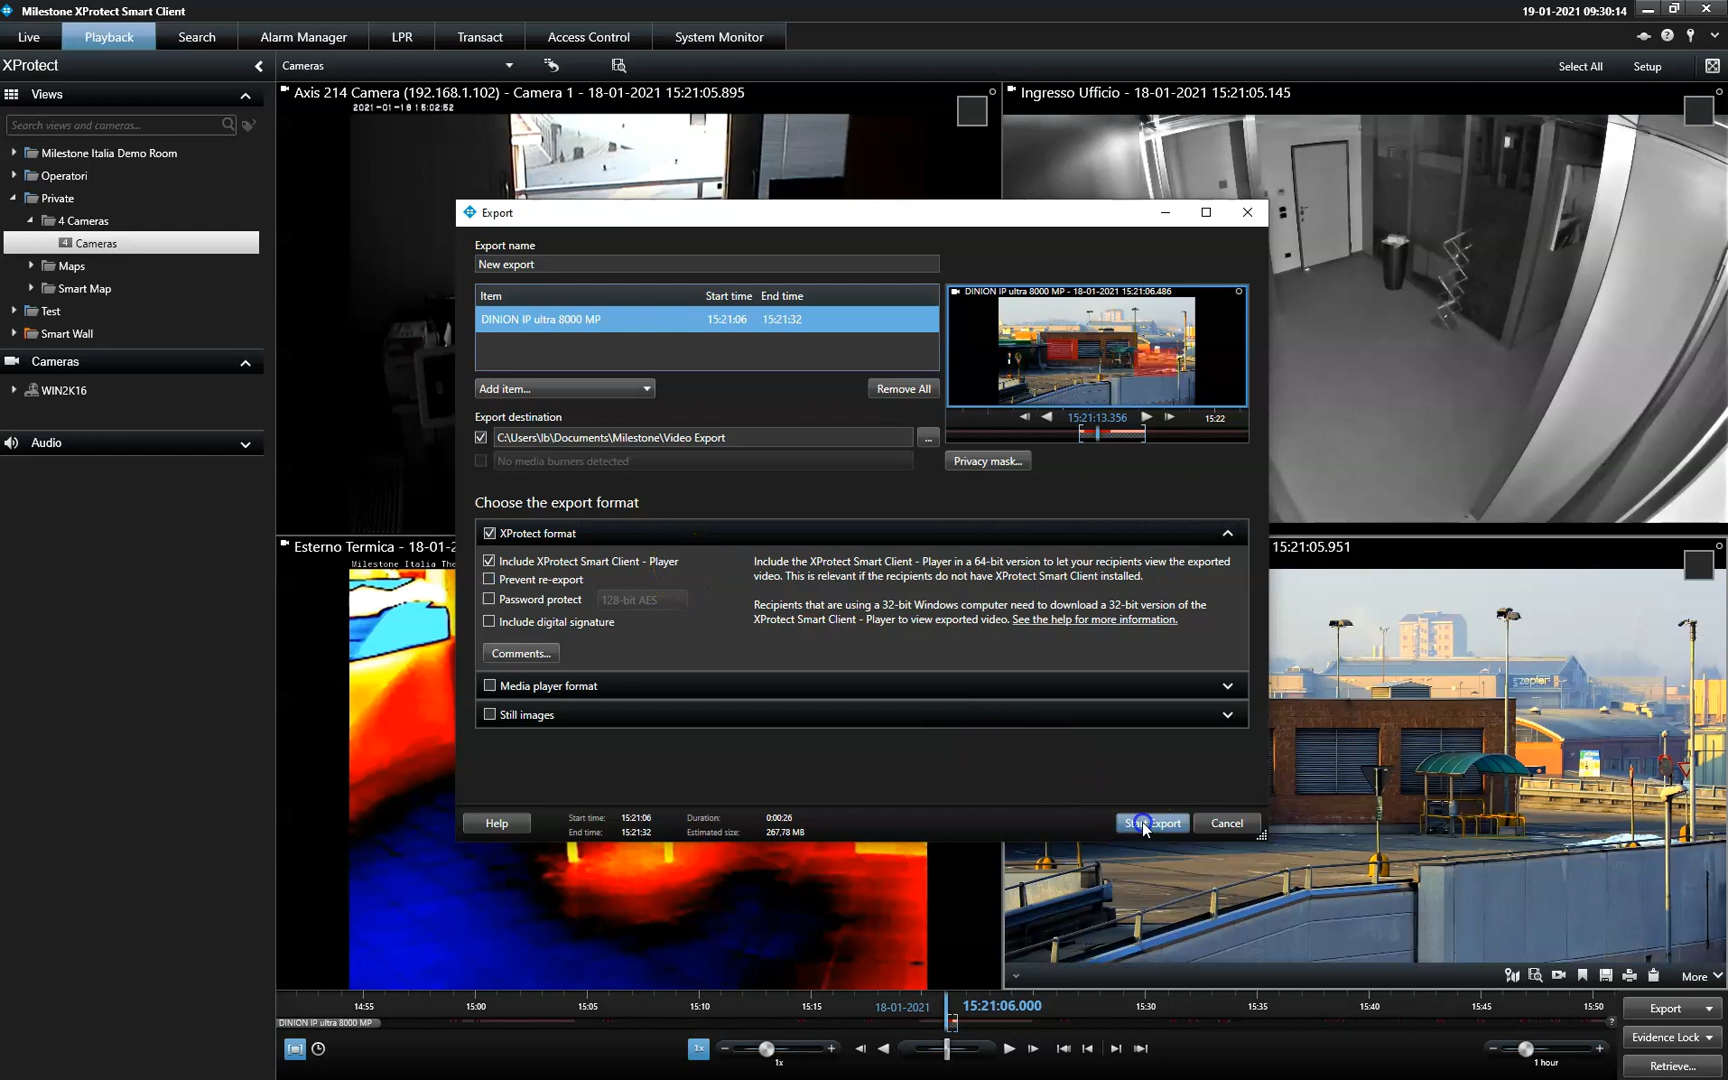 Milestone XProtect Smart Client
19-01-2021 09:30:14
Live
Playback
Search
Alarm Manager
LPR
Transact
Access Control
System Monitor
XProtect
Cameras
Select All
Setup
Views
Search views and cameras...
Milestone Italia Demo Room
Operatori
Private
4 Cameras
4 Cameras
Maps
Smart Map
Test
Smart Wall
Cameras
WIN2K16
Audio
Axis 214 Camera (192.168.1.102) - Camera 1 - 18-01-2021 15:21:05.895
2021-01-18 15:02:52
Ingresso Ufficio - 18-01-2021 15:21:05.145
Export
Export name
New export
Item Start time End time
DINION IP ultra 8000 MP 15:21:06 15:21:32
Add item...
Remove All
DINION IP ultra 8000 MP - 18-01-2021 15:21:06.486
15:21:13.356
15:22
Export destination
C:\Users\lb\Documents\Milestone\Video Export
...
No media burners detected
Privacy mask...
Choose the export format
XProtect format
Include XProtect Smart Client - Player
Prevent re-export
Password protect
128-bit AES
Include digital signature
Comments...
Include the XProtect Smart Client - Player in a 64-bit version to let your recipients view the exported
video. This is relevant if the recipients do not have XProtect Smart Client installed.
Recipients that are using a 32-bit Windows computer need to download a 32-bit version of the
XProtect Smart Client - Player to view exported video. See the help for more information.
Media player format
Still images
Help
Start time: 15:21:06 Duration: 0:00:26
End time: 15:21:32 Estimated size: 267,78 MB
Start Export
Cancel
Esterno Termica - 18-01-2
Milestone Italia The
15:21:05.951
zepter
More
14:55
15:00
15:05
15:10
15:15
18-01-2021
15:21:06.000
15:30
15:35
15:40
15:45
15:50
DINION IP ultra 8000 MP
?
1x
1x
1 hour
Export
Evidence Lock
Retrieve...